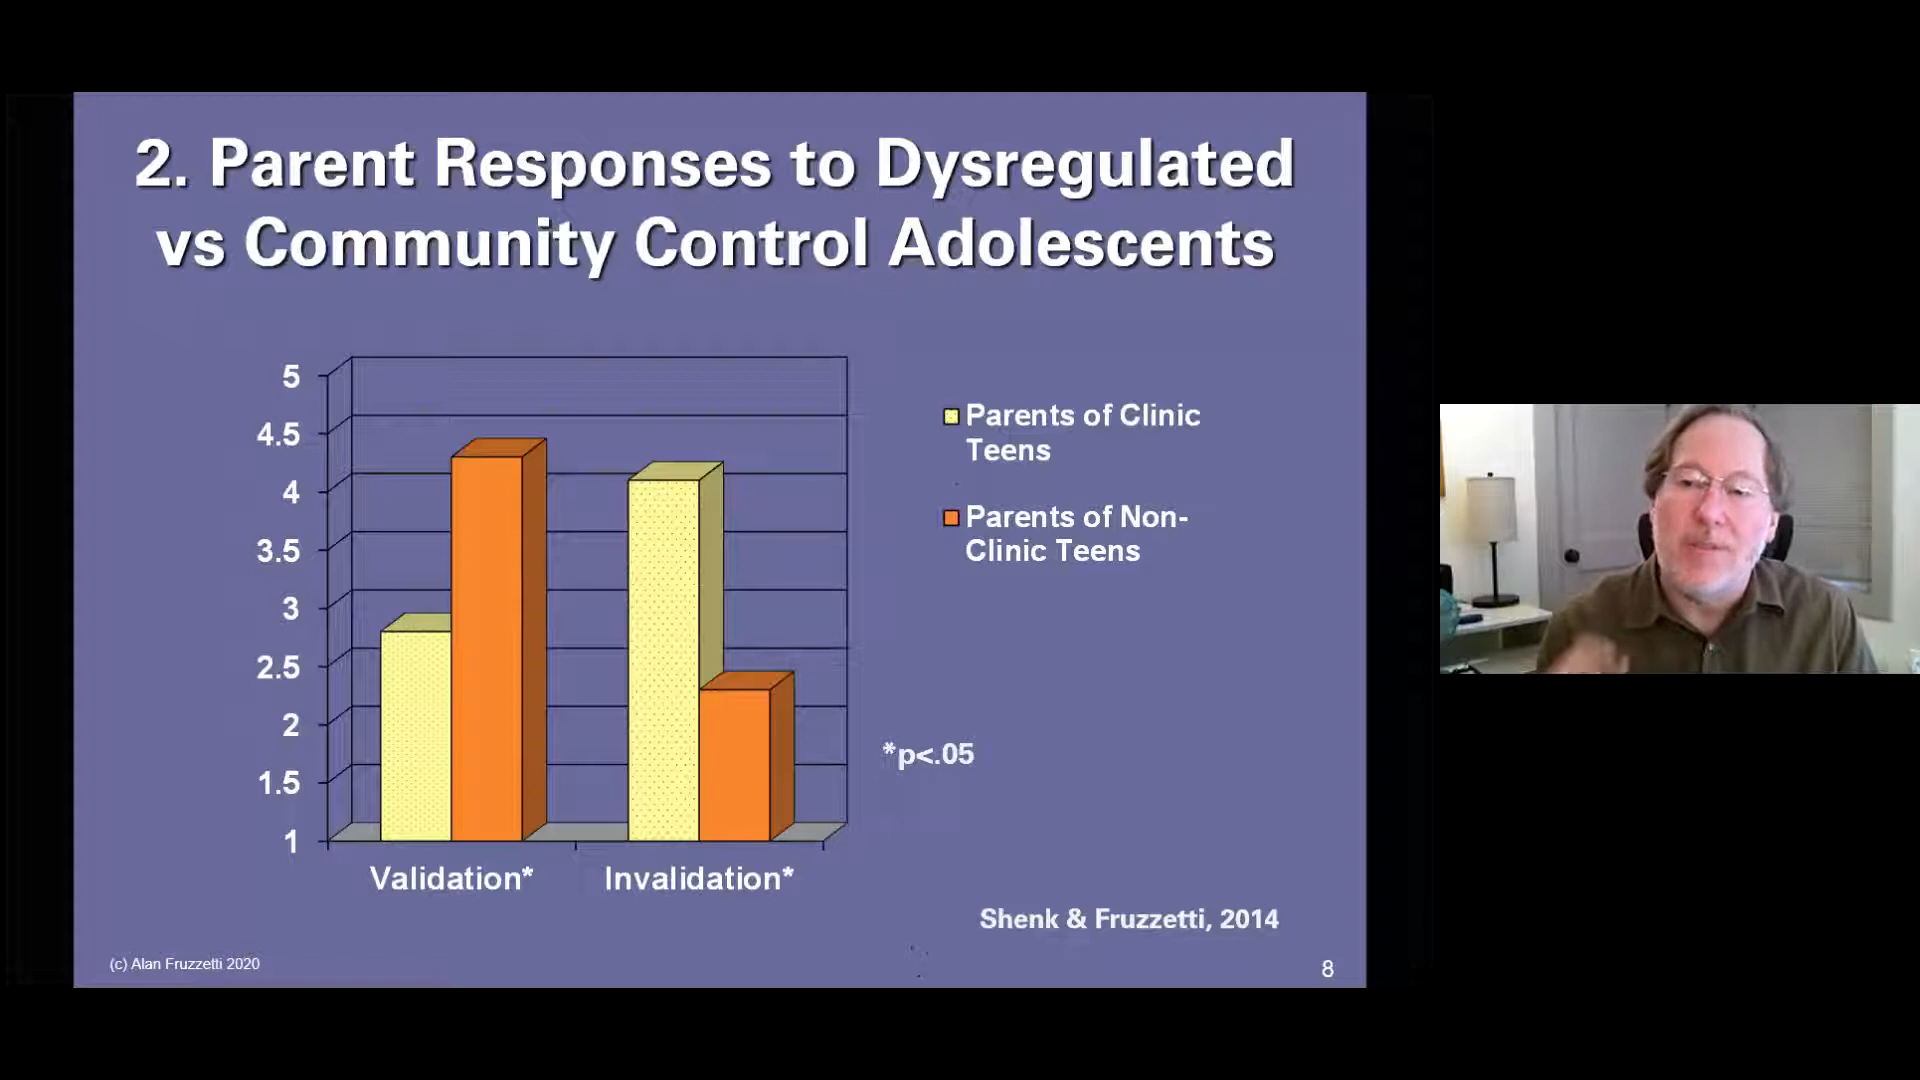 2. Parent Responses to Dysregulated
vs Community Control Adolescents
5
4.5
4
3.5
3
2.5
2
1.5
1
Validation*
Invalidation*
Parents of Clinic
Teens
Parents of Non-
Clinic Teens
*p<.05
Shenk & Fruzzetti, 2014
(c) Alan Fruzzetti 2020
8